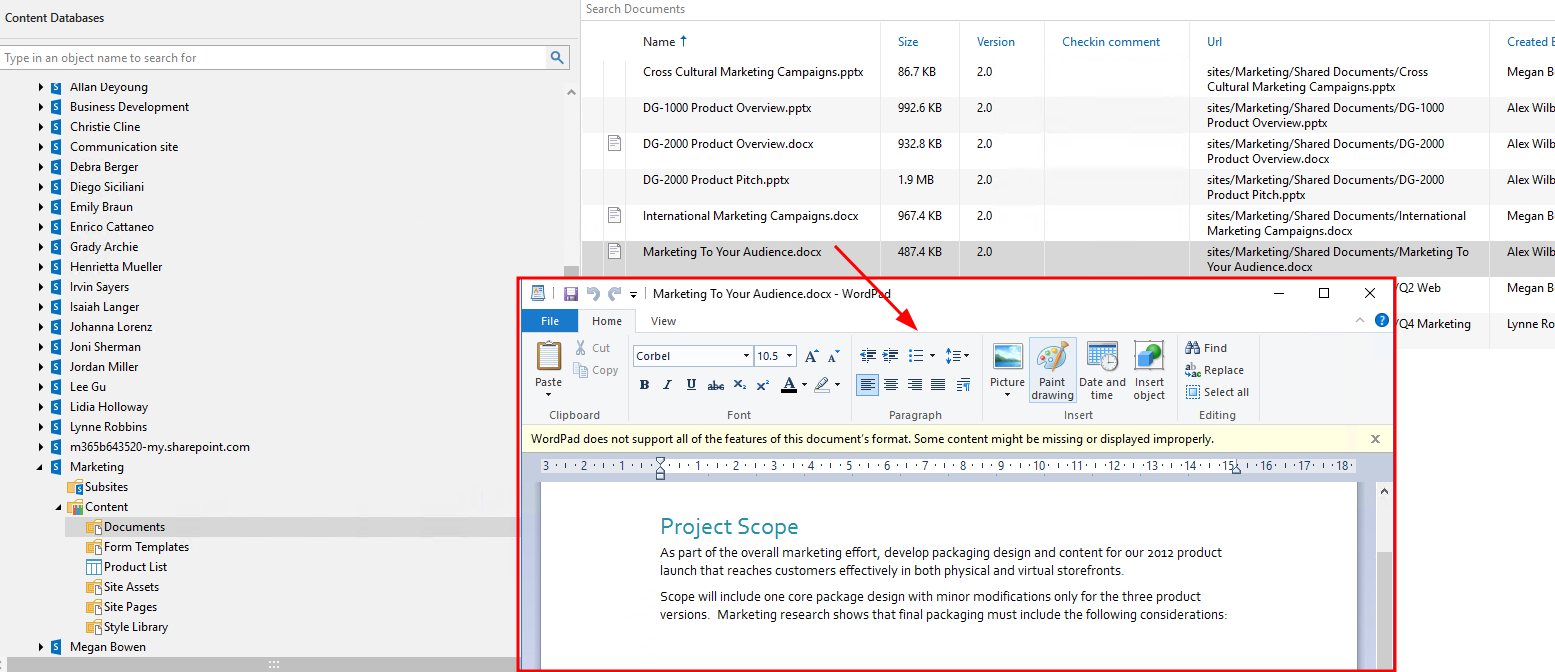 Content Databases
Type in an object name to search for
Allan Deyoung
Business Development
Christie Cline
Communication site
Debra Berger
Diego Siciliani
Emily Braun
Enrico Cattaneo
Grady Archie
Henrietta Mueller
Irvin Sayers
Isaiah Langer
Johanna Lorenz
Joni Sherman
Jordan Miller
Lee Gu
Lidia Holloway
Lynne Robbins
m365b643520-my.sharepoint.com
Marketing
Subsites
Content
Documents
Form Templates
Product List
Site Assets
Site Pages
Style Library
Megan Bowen
Search Documents
Name Size Version Checkin comment Url Created B
Cross Cultural Marketing Campaigns.pptx 86.7 KB 2.0 sites/Marketing/Shared Documents/Cross Megan Bo
Cultural Marketing Campaigns.pptx
DG-1000 Product Overview.pptx 992.6 KB 2.0 sites/Marketing/Shared Documents/DG-1000 Alex Wilb
Product Overview.pptx
DG-2000 Product Overview.docx 932.8 KB 2.0 sites/Marketing/Shared Documents/DG-2000 Alex Wilb
Product Overview.docx
DG-2000 Product Pitch.pptx 1.9 MB 2.0 sites/Marketing/Shared Documents/DG-2000 Alex Wilb
Product Pitch.pptx
International Marketing Campaigns.docx 967.4 KB 2.0 sites/Marketing/Shared Documents/International Megan Bo
Marketing Campaigns.docx
Marketing To Your Audience.docx 487.4 KB 2.0 sites/Marketing/Shared Documents/Marketing To Alex Wilb
Your Audience.docx
/Q2 Web Megan Bo
/Q4 Marketing Lynne Ro
Marketing To Your Audience.docx - WordPad
File Home View
Paste Cut Copy
Clipboard
Corbel 10.5
B I U abc X₂ X² A
Font
Paragraph
Picture Paint drawing Date and time Insert object
Insert
Find
Replace
Select all
Editing
WordPad does not support all of the features of this document's format. Some content might be missing or displayed improperly.
3 2 1 1 2 3 4 5 6 7 8 9 10 11 12 13 14 15 16 17 18
Project Scope
As part of the overall marketing effort, develop packaging design and content for our 2012 product
launch that reaches customers effectively in both physical and virtual storefronts.
Scope will include one core package design with minor modifications only for the three product
versions. Marketing research shows that final packaging must include the following considerations: